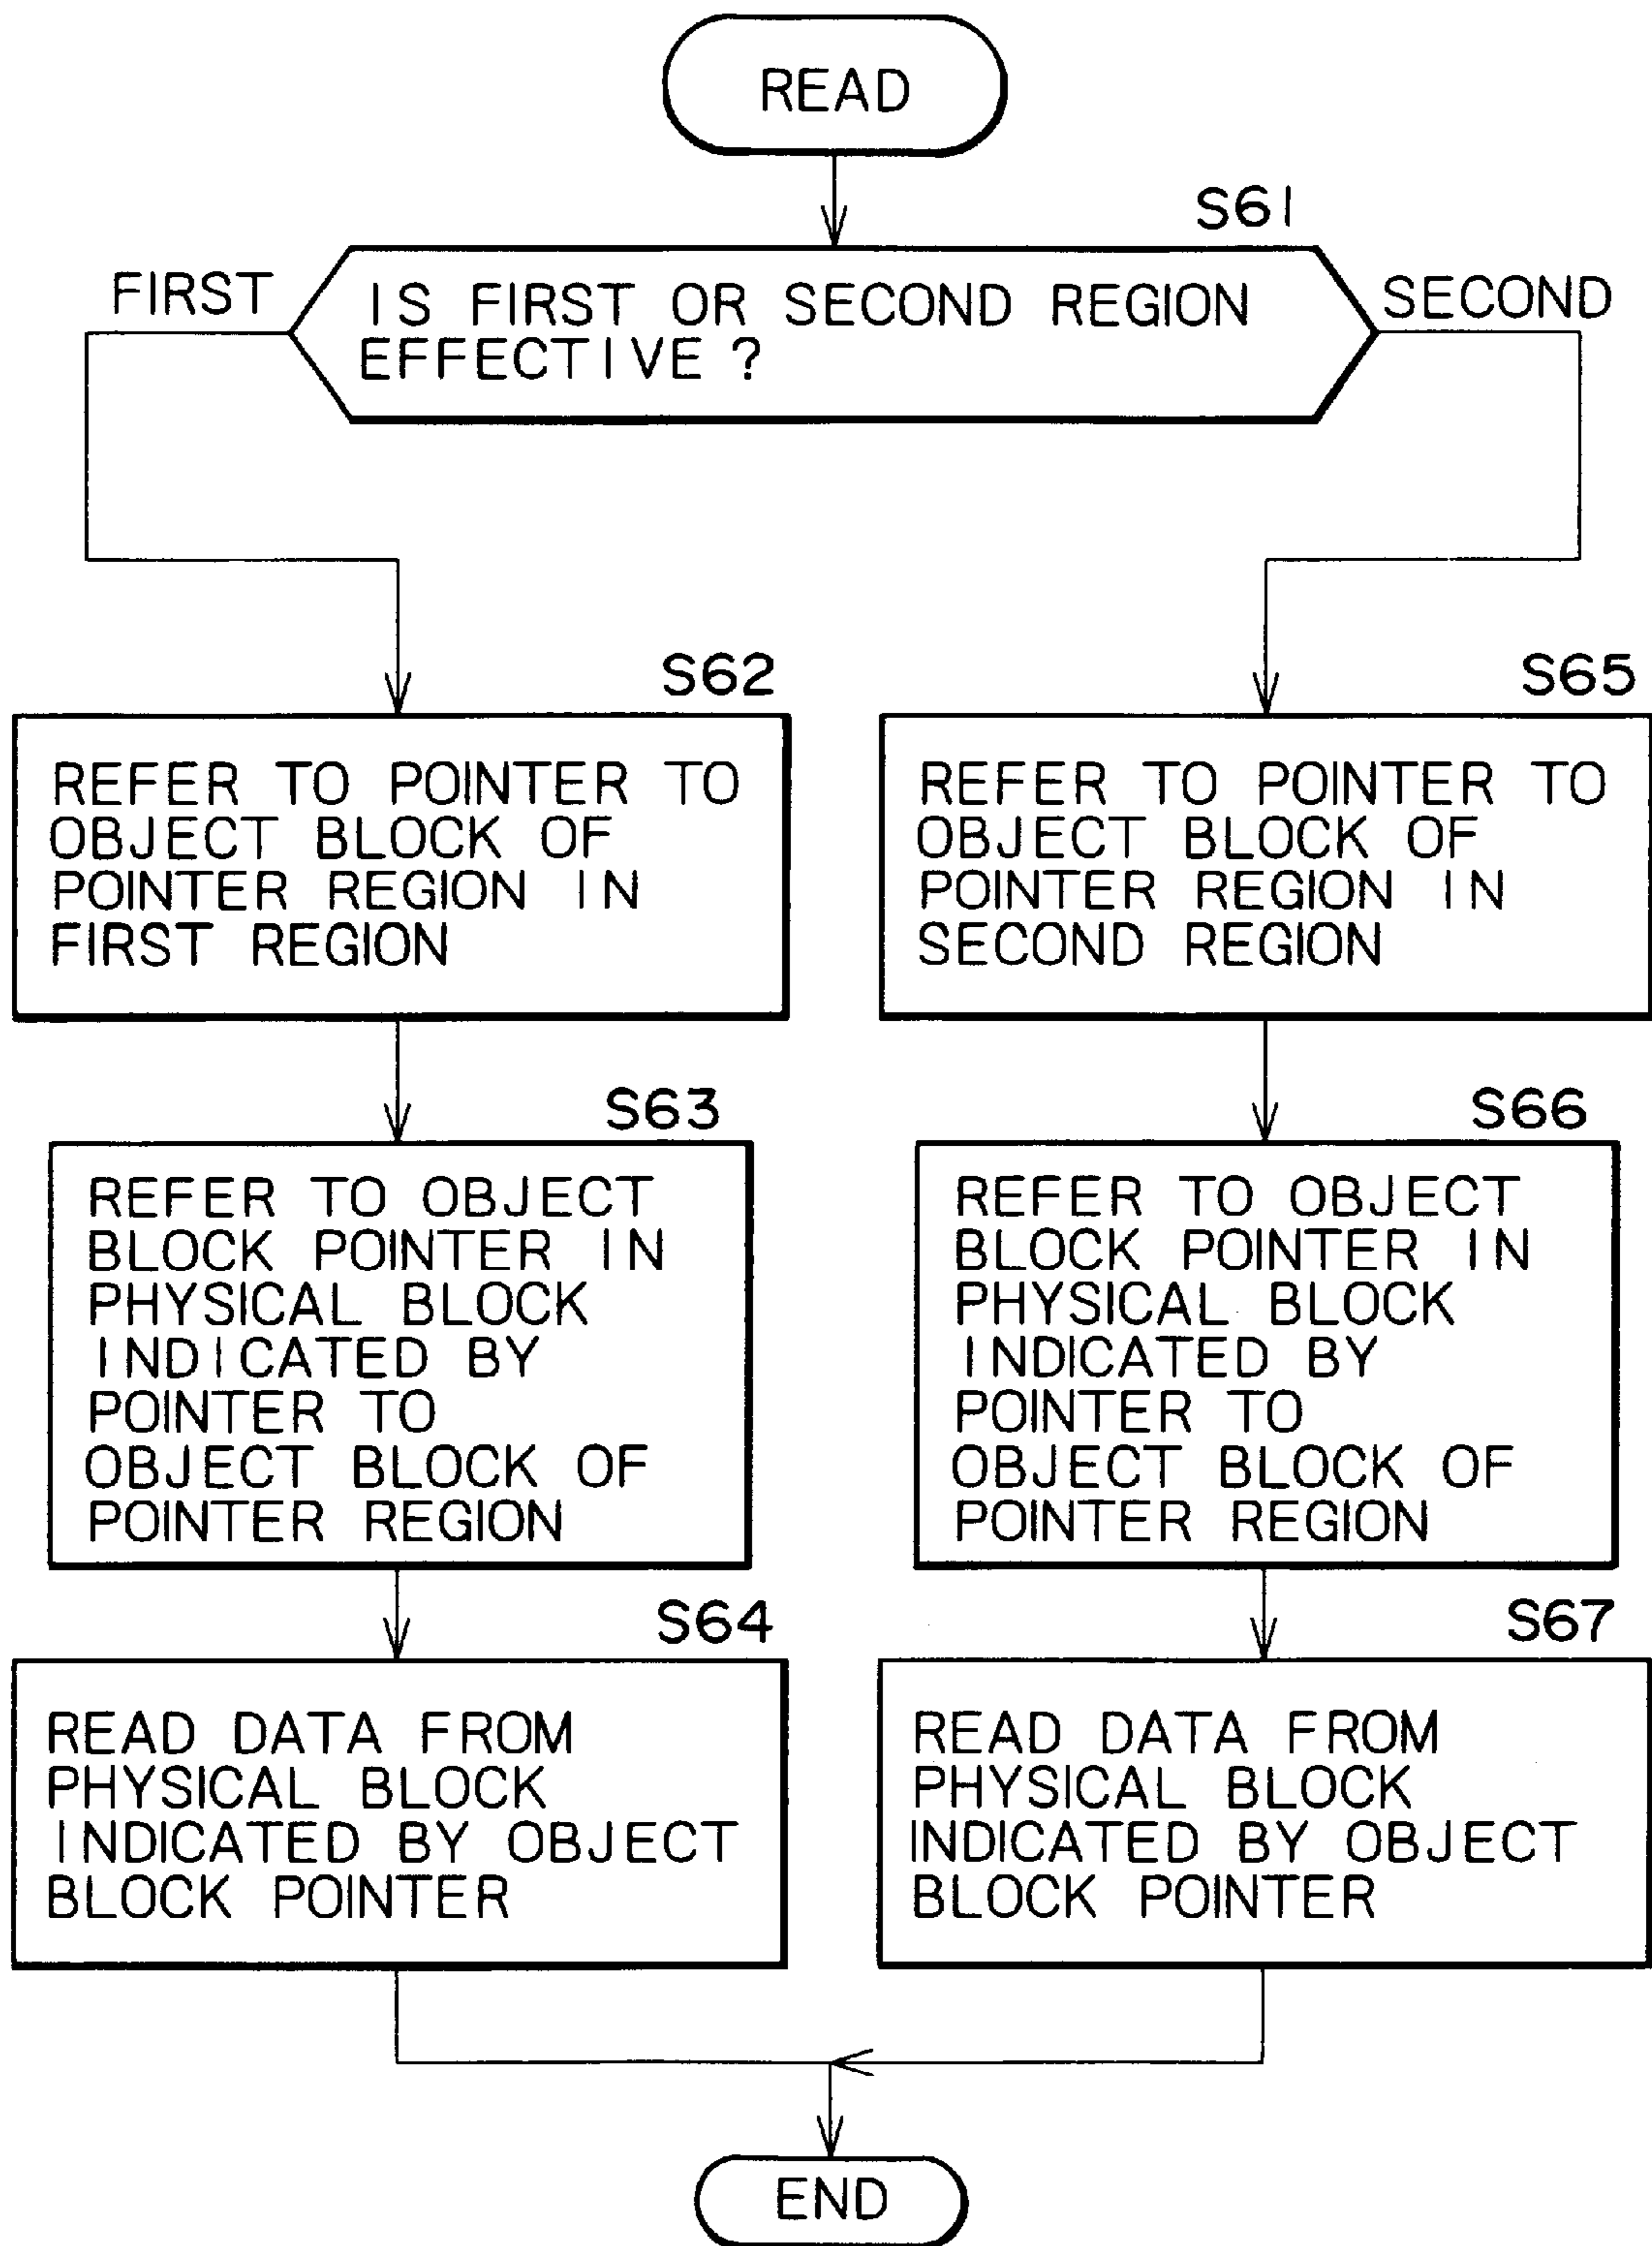 READ
S61
FIRST
IS FIRST OR SECOND REGION
EFFECTIVE ?
SECOND
S62
REFER TO POINTER TO
OBJECT BLOCK OF
POINTER REGION IN
FIRST REGION
S63
REFER TO OBJECT
BLOCK POINTER IN
PHYSICAL BLOCK
INDICATED BY
POINTER TO
OBJECT BLOCK OF
POINTER REGION
S64
READ DATA FROM
PHYSICAL BLOCK
INDICATED BY OBJECT
BLOCK POINTER
S65
REFER TO POINTER TO
OBJECT BLOCK OF
POINTER REGION IN
SECOND REGION
S66
REFER TO OBJECT
BLOCK POINTER IN
PHYSICAL BLOCK
INDICATED BY
POINTER TO
OBJECT BLOCK OF
POINTER REGION
S67
READ DATA FROM
PHYSICAL BLOCK
INDICATED BY OBJECT
BLOCK POINTER
END